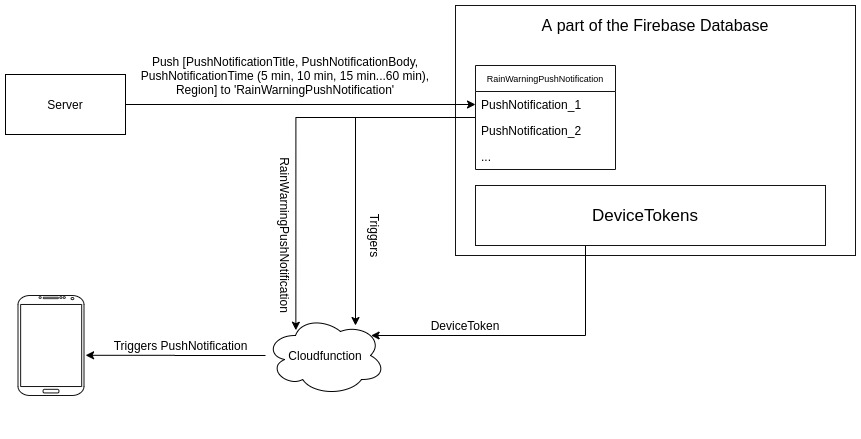 A part of the Firebase Database
Push [PushNotificationTitle, PushNotificationBody,
PushNotificationTime (5 min, 10 min, 15 min...60 min),
Region] to 'RainWarningPushNotification'
Server
RainWarningPushNotification
PushNotification_1
PushNotification_2
...
DeviceTokens
RainWarningPushNotification
Triggers
DeviceToken
Triggers PushNotification
Cloudfunction